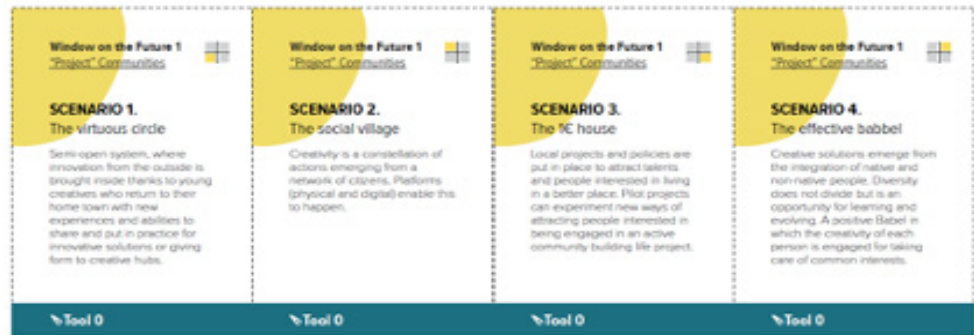 Window on the Future 1
"Project" Communities
SCENARIO 1.
The virtuous circle
Semi-open system, where
innovation from the outside is
brought inside thanks to young
creatives who return to their
home town with new
experiences and abilities to
share and put in practice for
innovative solutions or giving
form to creative hubs.
Tool 0
Window on the Future 1
"Project" Communities
SCENARIO 2.
The social village
Creativity is a constellation of
actions emerging from a
network of citizens. Platforms
(physical and digital) enable this
to happen.
Tool 0
Window on the Future 1
"Project" Communities
SCENARIO 3.
The 1€ house
Local projects and policies are
put in place to attract talents
and people interested in living
in a better place. Pilot projects
can experiment new ways of
attracting people interested in
being engaged in an active
community building life project.
Tool 0
Window on the Future 1
"Project" Communities
SCENARIO 4.
The effective babbel
Creative solutions emerge from
the integration of native and
non-native people. Diversity
does not divide but is an
opportunity for learning and
evolving. A positive Babel in
which the creativity of each
person is engaged for taking
care of common interests.
Tool 0